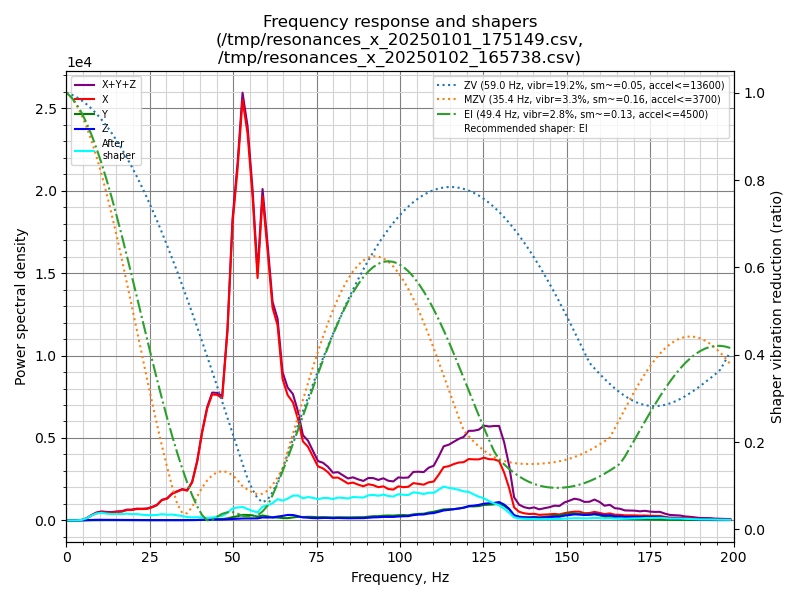 Frequency response and shapers
(/tmp/resonances_x_20250101_175149.csv,
/tmp/resonances_x_20250102_165738.csv)
1e4
X+Y+Z
X
Y
Z
After
shaper
ZV (59.0 Hz, vibr=19.2%, sm~=0.05, accel<=13600)
MZV (35.4 Hz, vibr=3.3%, sm~=0.16, accel<=3700)
EI (49.4 Hz, vibr=2.8%, sm~=0.13, accel<=4500)
Recommended shaper: EI
Power spectral density
2.5
2.0
1.5
1.0
0.5
0.0
1.0
0.8
0.6
0.4
0.2
0.0
Shaper vibration reduction (ratio)
0
25
50
75
100
125
150
175
200
Frequency, Hz